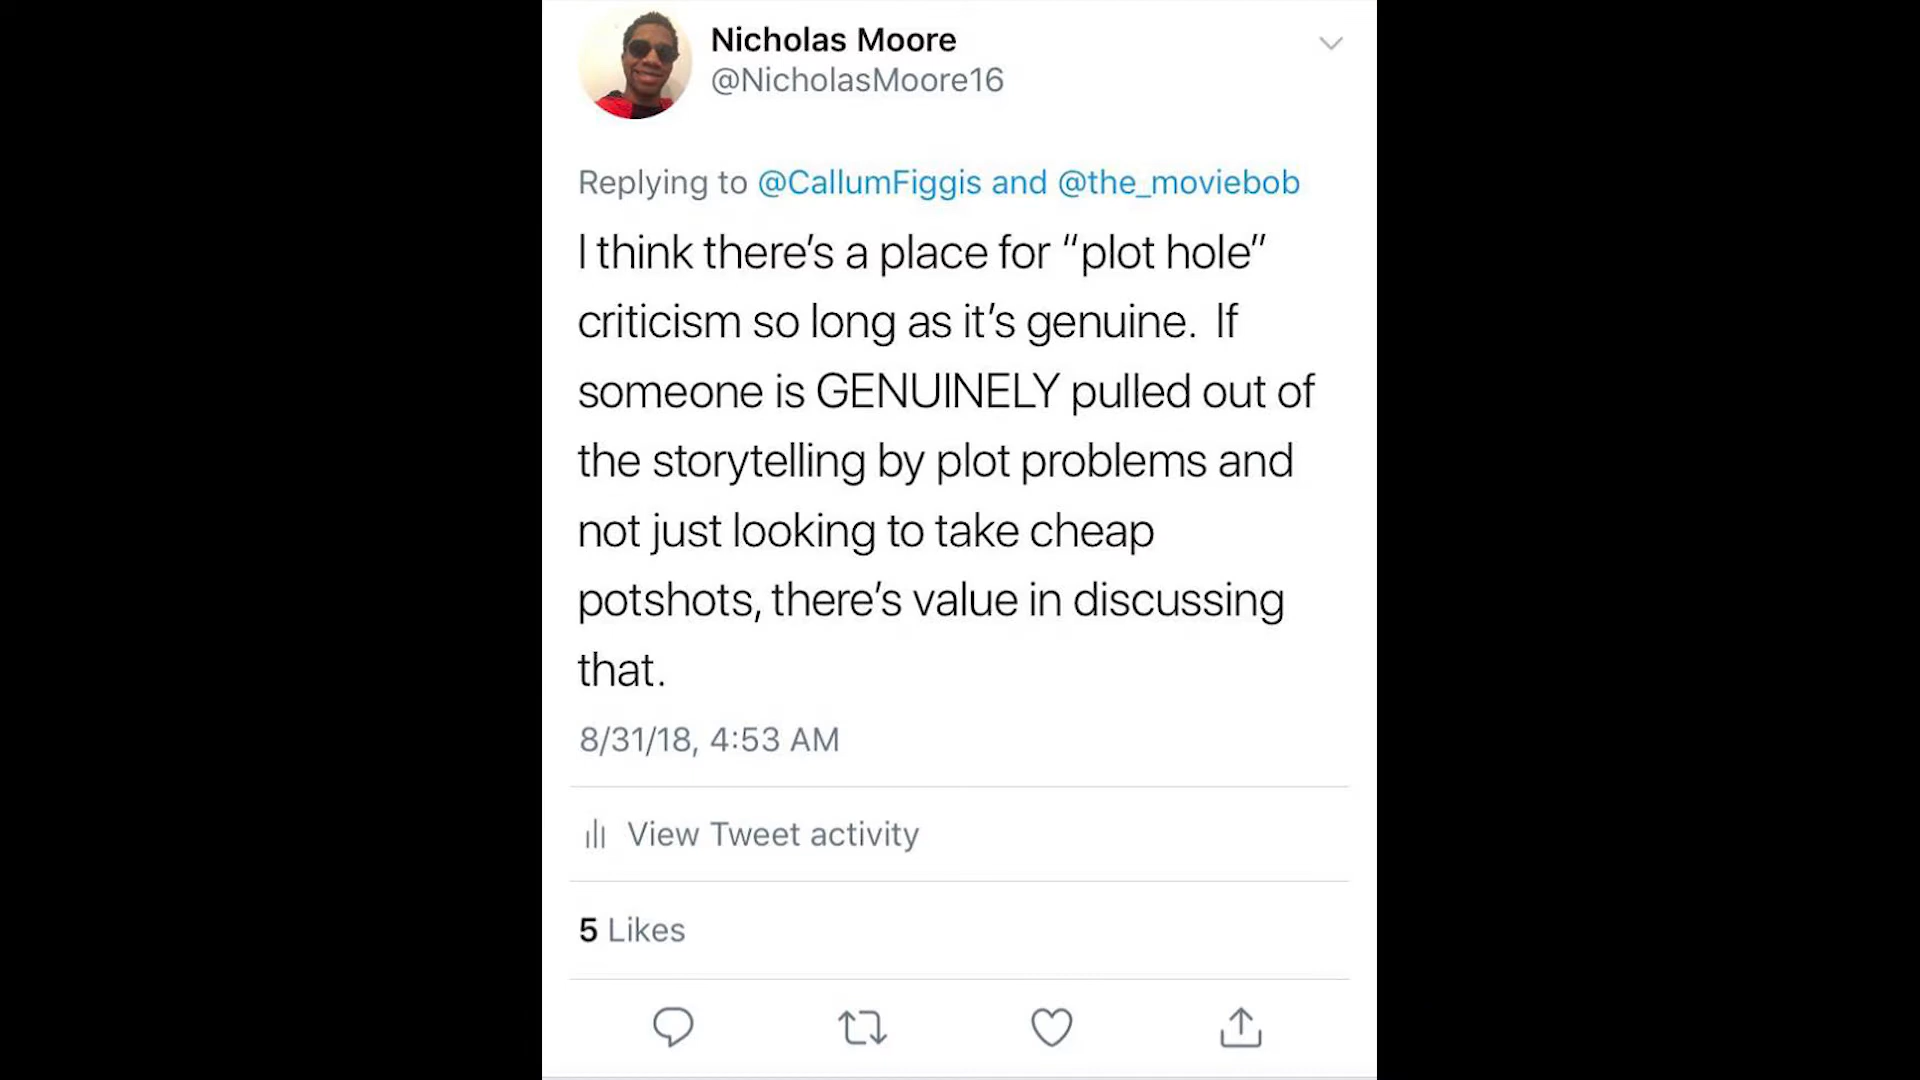 Nicholas Moore
@NicholasMoore16
Replying to @CallumFiggis and @the_moviebob
I think there's a place for “plot hole”
criticism so long as it's genuine.  If
someone is GENUINELY pulled out of
the storytelling by plot problems and
not just looking to take cheap
potshots, there's value in discussing
that.
8/31/18, 4:53 AM
View Tweet activity
5 Likes